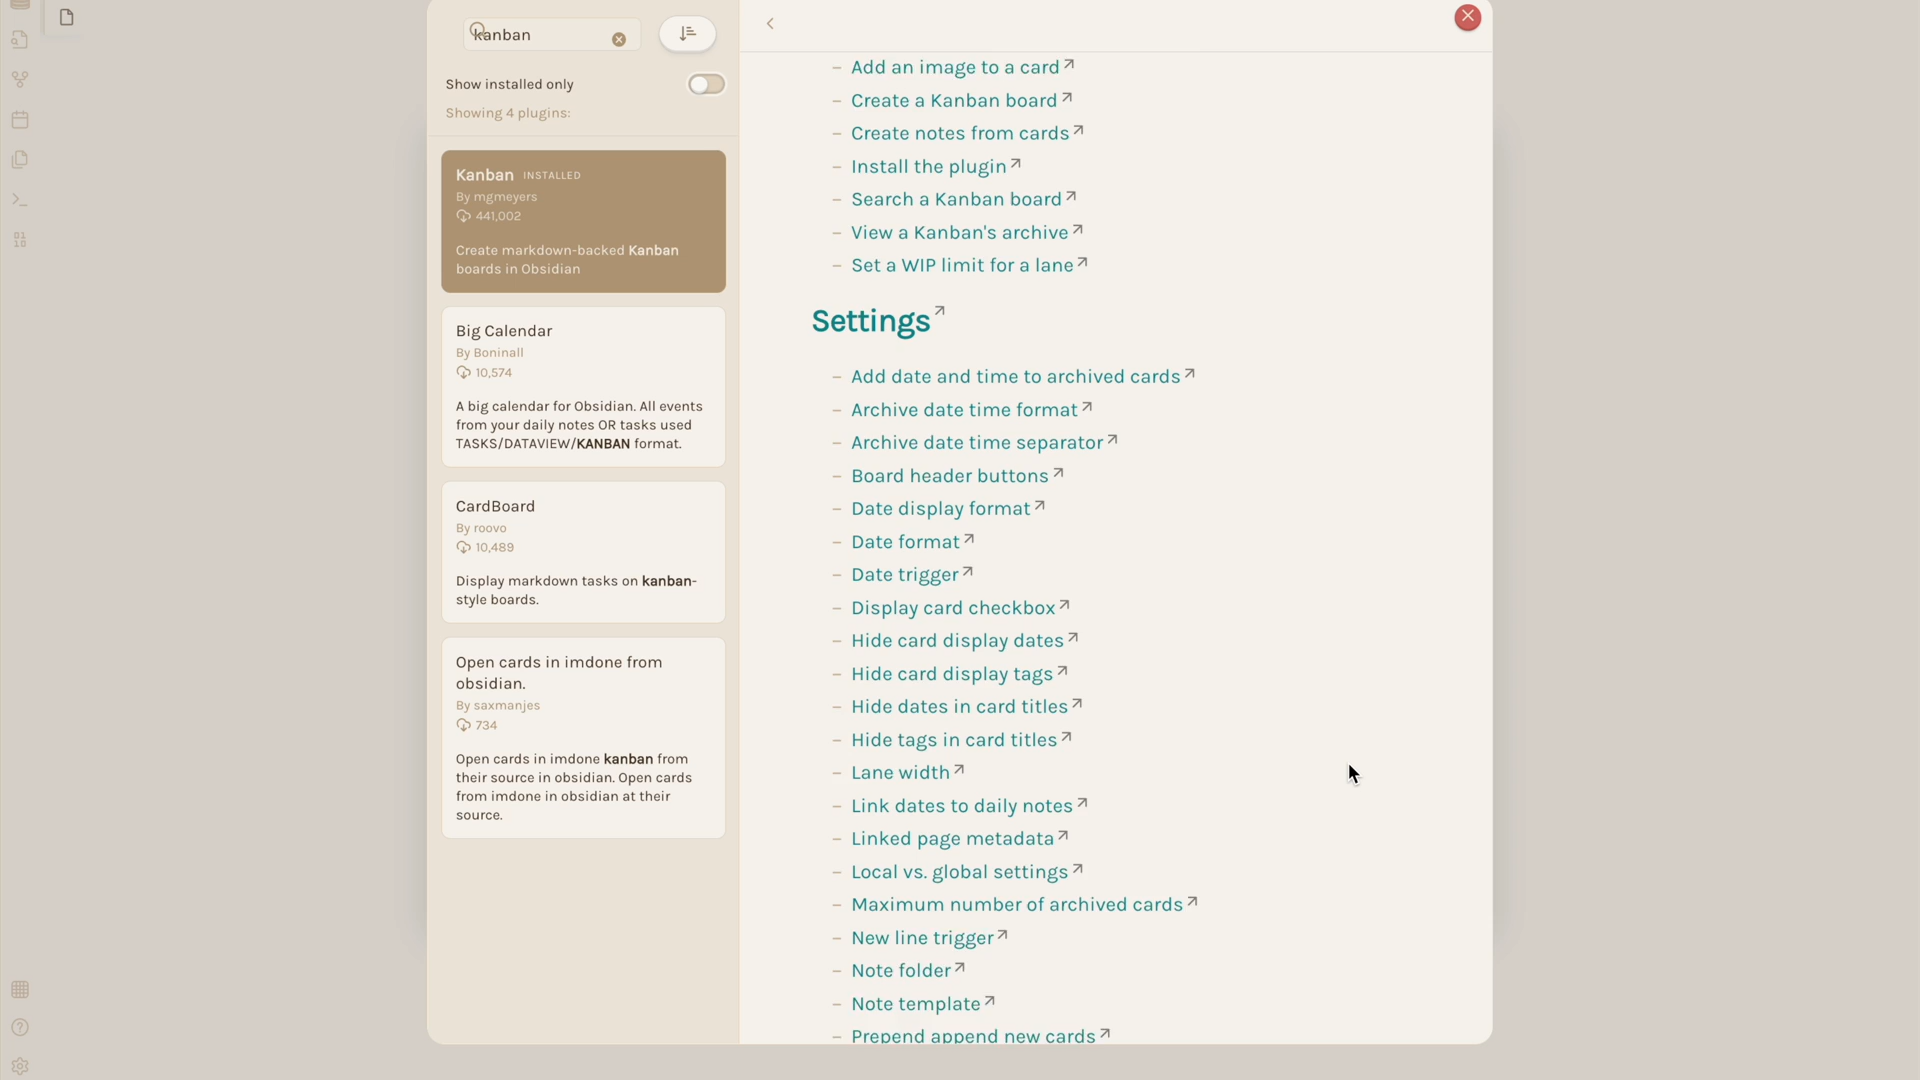 kanban
Show installed only
Showing 4 plugins:
Kanban INSTALLED
By mgmeyers
441,002
Create markdown-backed Kanban
boards in Obsidian
Big Calendar
By Boninall
10,574
A big calendar for Obsidian. All events
from your daily notes OR tasks used
TASKS/DATAVIEW/KANBAN format.
CardBoard
By roovo
10,489
Display markdown tasks on kanban-
style boards.
Open cards in imdone from
obsidian.
By saxmanjes
734
Open cards in imdone kanban from
their source in obsidian. Open cards
from imdone in obsidian at their
source.
– Add an image to a card
– Create a Kanban board
– Create notes from cards
– Install the plugin
– Search a Kanban board
– View a Kanban's archive
– Set a WIP limit for a lane
Settings
– Add date and time to archived cards
– Archive date time format
– Archive date time separator
– Board header buttons
– Date display format
– Date format
– Date trigger
– Display card checkbox
– Hide card display dates
– Hide card display tags
– Hide dates in card titles
– Hide tags in card titles
– Lane width
– Link dates to daily notes
– Linked page metadata
– Local vs. global settings
– Maximum number of archived cards
– New line trigger
– Note folder
– Note template
– Prepend append new cards